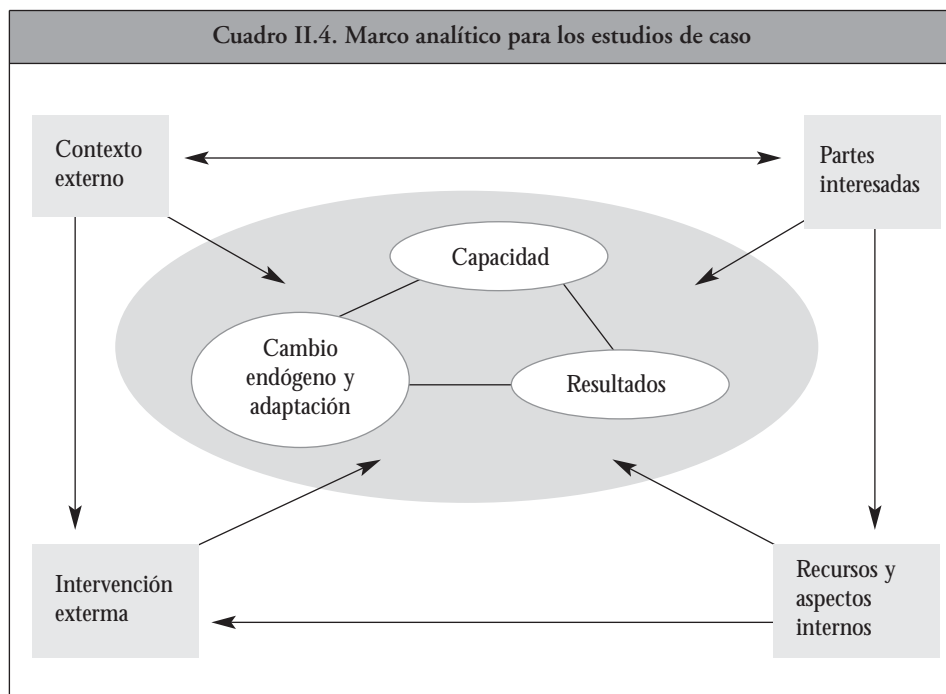 Cuadro II.4. Marco analítico para los estudios de caso
Contexto
externo
Partes
interesadas
Capacidad
Cambio
endógeno y
adaptación
Resultados
Intervención
exterma
Recursos y
aspectos
internos